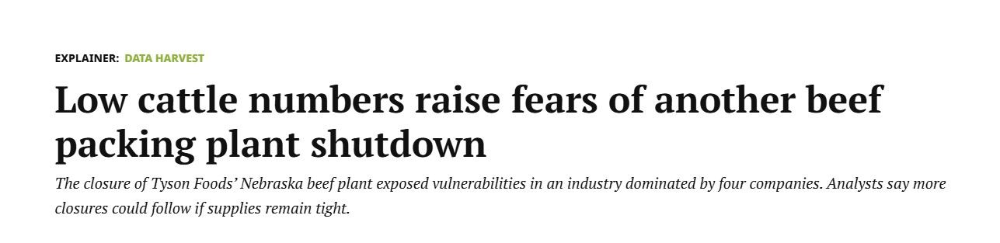 EXPLAINER: DATA HARVEST
Low cattle numbers raise fears of another beef
packing plant shutdown
The closure of Tyson Foods’ Nebraska beef plant exposed vulnerabilities in an industry dominated by four companies. Analysts say more
closures could follow if supplies remain tight.